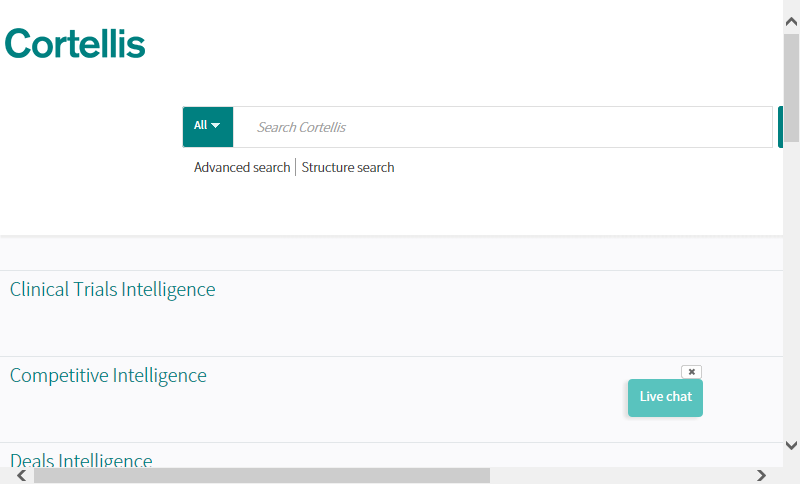 Cortellis
All
Search Cortellis
Advanced search
Structure search
Clinical Trials Intelligence
Competitive Intelligence
Live chat
Deals Intelligence